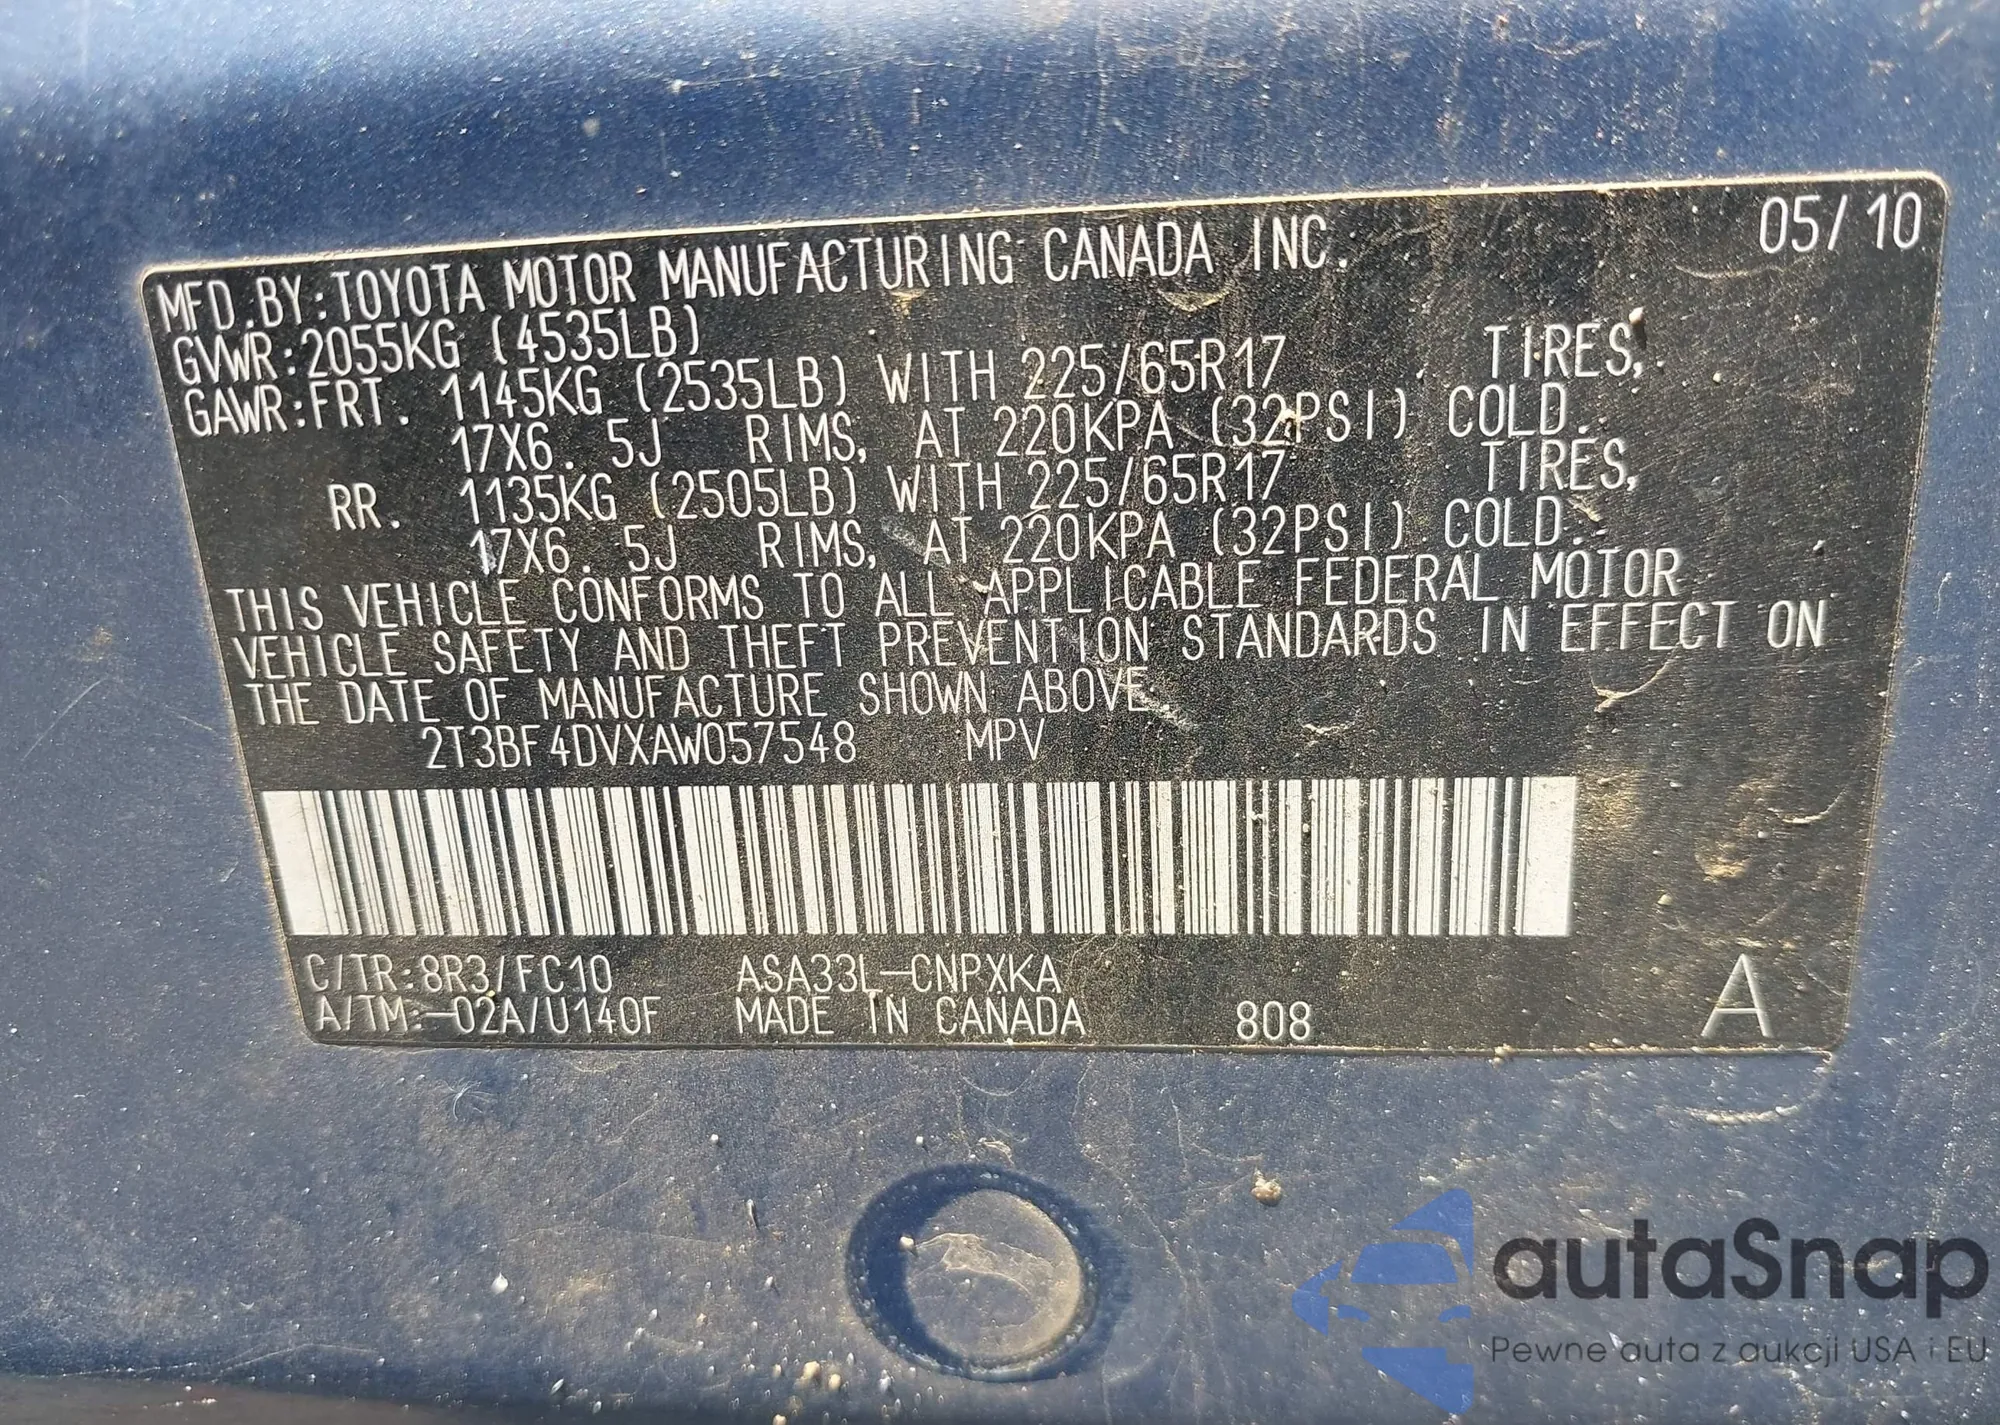 05/10
MFD.BY:TOYOTA MOTOR MANUFACTURING CANADA INC.
GVWR:2055KG (4535LB)
GAWR:FRT. 1145KG (2535LB) WITH 225/65R17 TIRES,
17X6.5J RIMS, AT 220KPA (32PSI) COLD.
RR. 1135KG (2505LB) WITH 225/65R17 TIRES,
17X6.5J RIMS, AT 220KPA (32PSI) COLD.
THIS VEHICLE CONFORMS TO ALL APPLICABLE FEDERAL MOTOR
VEHICLE SAFETY AND THEFT PREVENTION STANDARDS IN EFFECT ON
THE DATE OF MANUFACTURE SHOWN ABOVE.
2T3BF4DVXAW057548 MPV
C/TR:8R3/FC10 ASA33L-CNPXKA A
A/TM:-02A/U140F MADE IN CANADA 808
autaSnap
Pewne auta z aukcji USA i EU